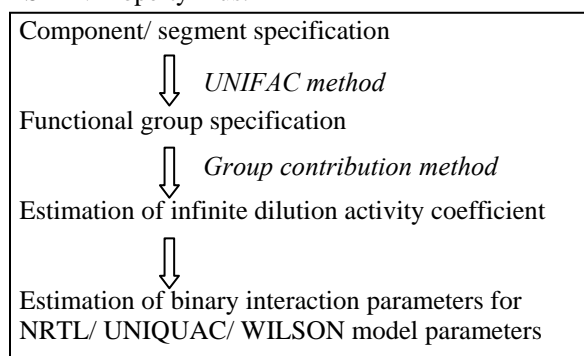 Component/ segment specification
UNIFAC method
Functional group specification
Group contribution method
Estimation of infinite dilution activity coefficient
Estimation of binary interaction parameters for
NRTL/ UNIQUAC/ WILSON model parameters